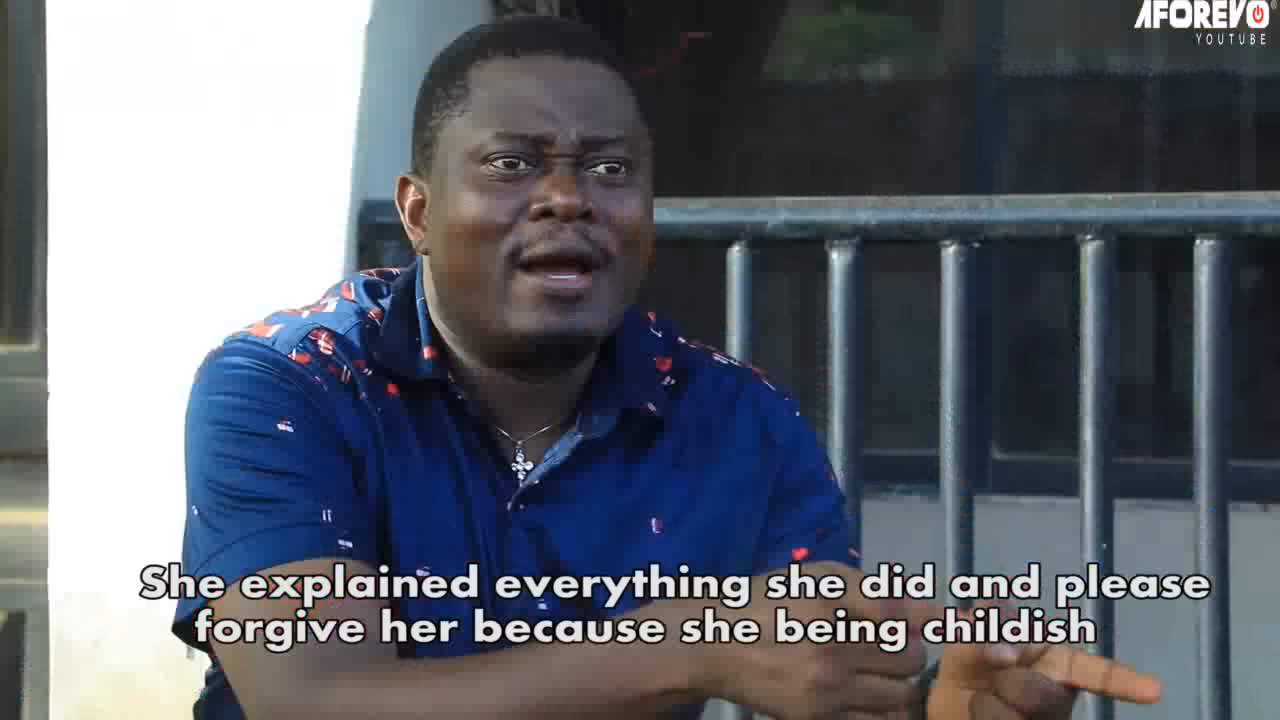 AFOREVO
YOUTUBE
She explained everything she did and please
forgive her because she being childish